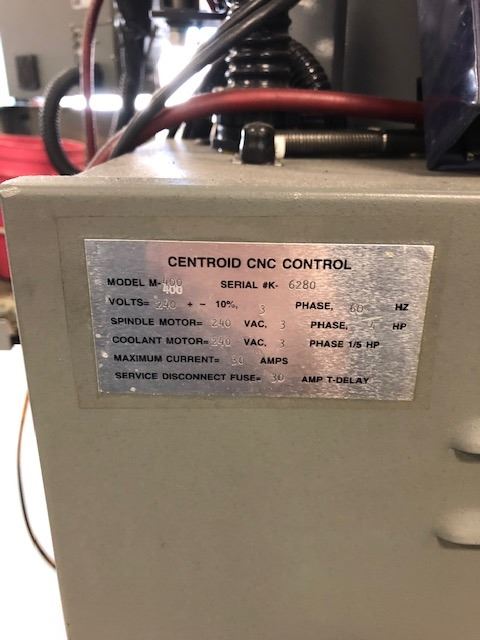 CENTROID CNC CONTROL
MODEL M-400 SERIAL #K- 6280
400
VOLTS= 240 + - 10%, 3 PHASE, 60 HZ
SPINDLE MOTOR= 240 VAC, 3 PHASE, HP
COOLANT MOTOR= 240 VAC, 3 PHASE 1/5 HP
MAXIMUM CURRENT= 30 AMPS
SERVICE DISCONNECT FUSE= 30 AMP T-DELAY